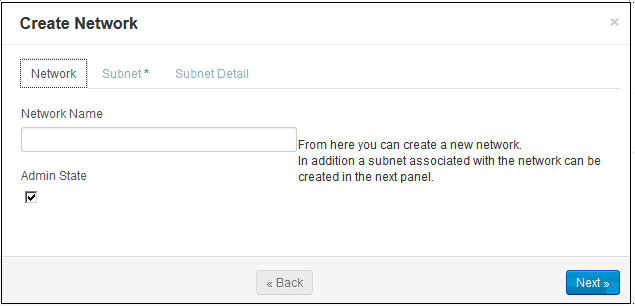 Create Network
×
Network
Subnet *
Subnet Detail
Network Name
From here you can create a new network.
In addition a subnet associated with the network can be
created in the next panel.
Admin State
« Back
Next »